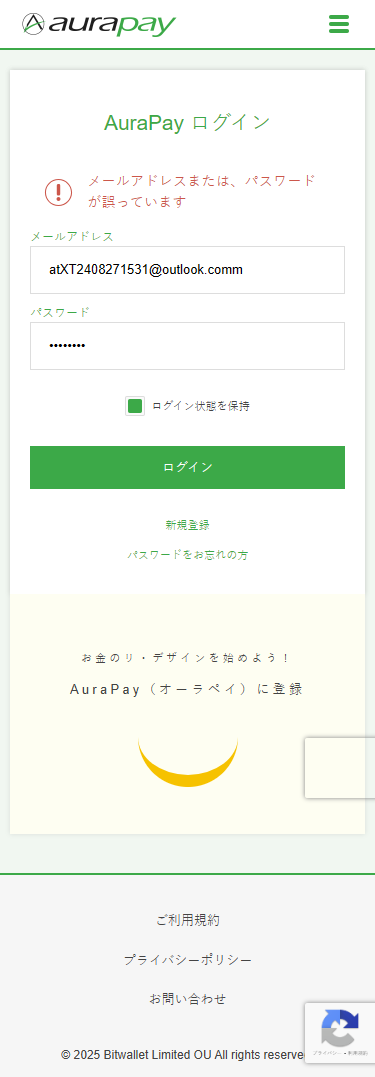 aurapay
AuraPay ログイン
メールアドレスまたは、パスワード
が誤っています
メールアドレス
atXT2408271531@outlook.comm
パスワード
••••••••
ログイン状態を保持
ログイン
新規登録
パスワードをお忘れの方
お金のリ・デザインを始めよう！
AuraPay（オーラペイ）に登録
ご利用規約
プライバシーポリシー
お問い合わせ
© 2025 Bitwallet Limited OU All rights reserve
プライバシー • 利用規約